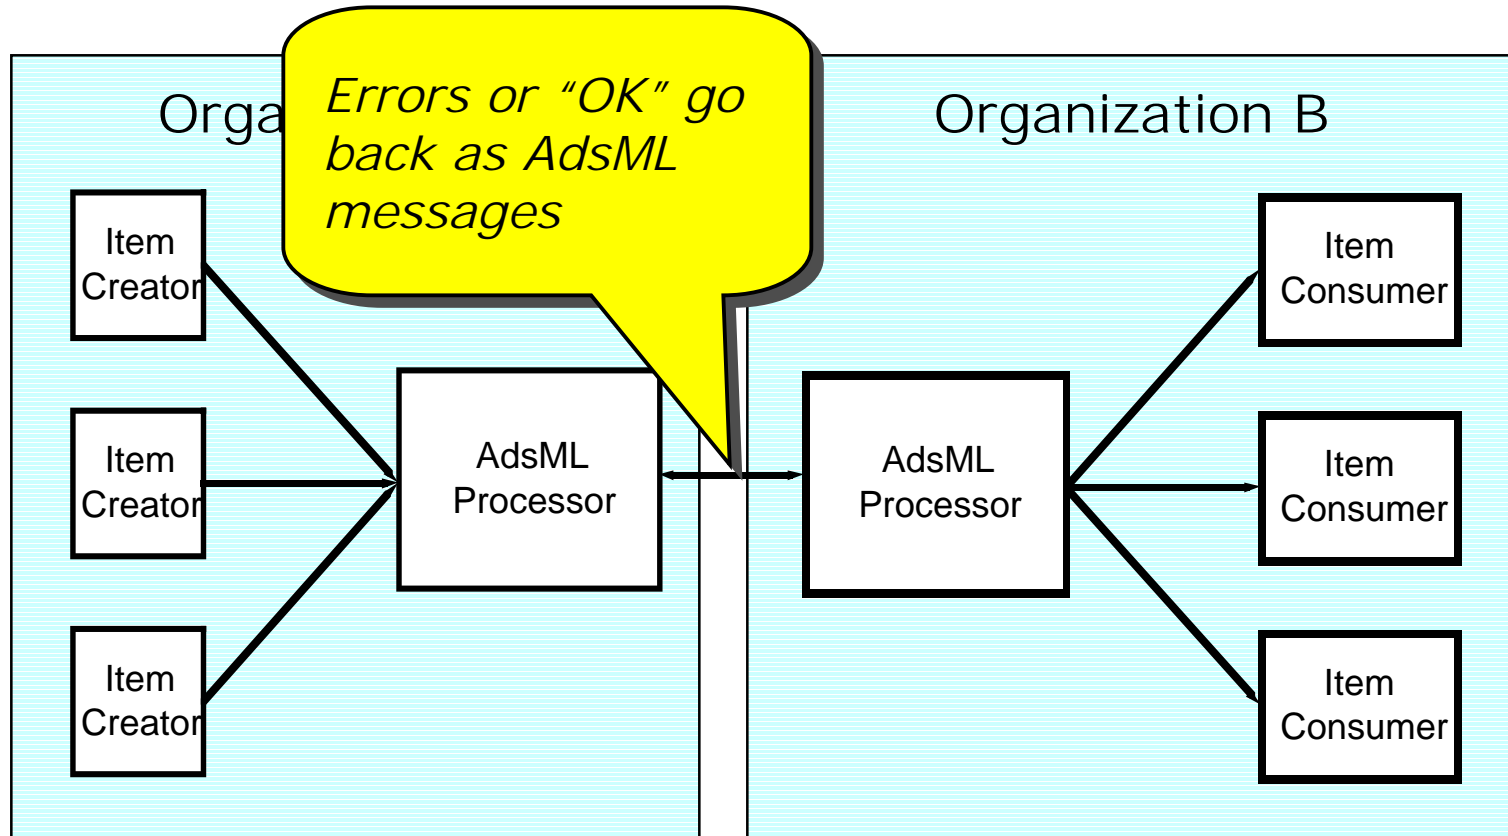 Orga
Errors or “OK” go
back as AdsML
messages
Organization B
Item
Creator
Item
Creator
Item
Creator
AdsML
Processor
AdsML
Processor
Item
Consumer
Item
Consumer
Item
Consumer